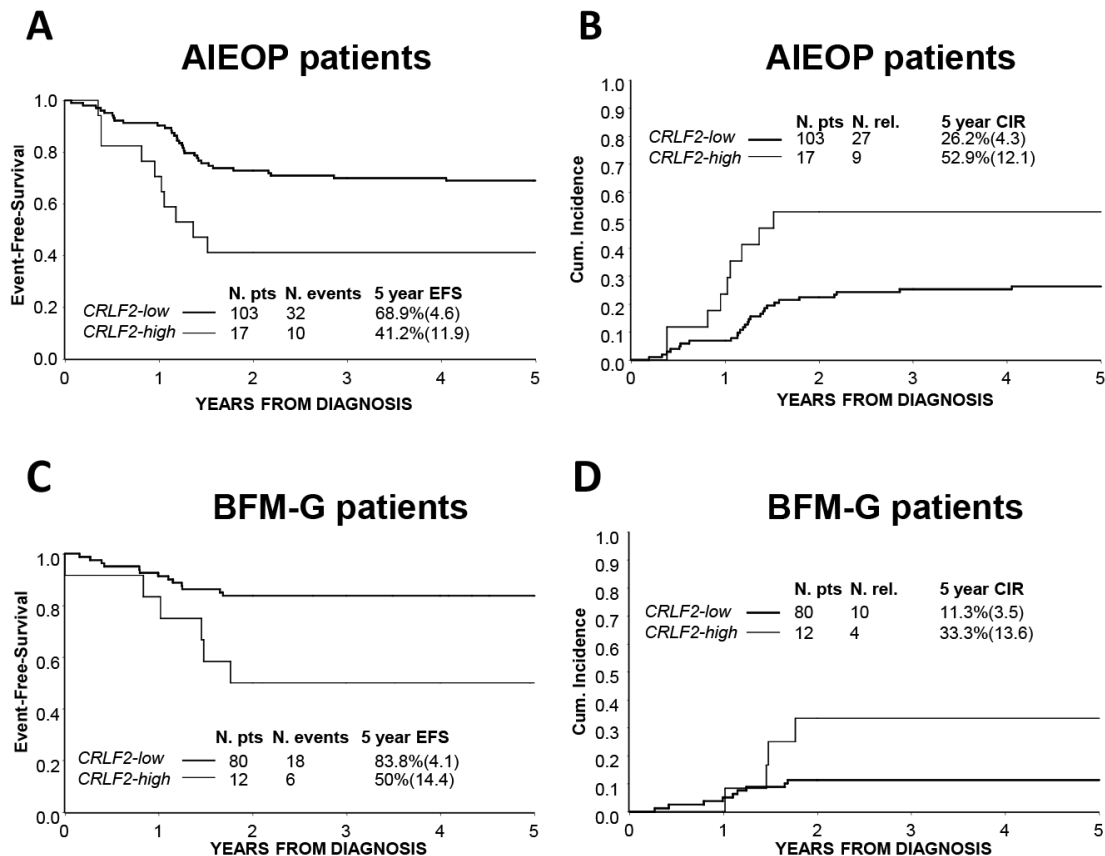 A
AIEOP patients
Event-Free-Survival
1.0
0.8
0.6
0.4
0.2
0.0
N. pts N. events 5 year EFS
CRLF2-low 103 32 68.9%(4.6)
CRLF2-high 17 10 41.2%(11.9)
0 1 2 3 4 5
YEARS FROM DIAGNOSIS
B
AIEOP patients
Cum. Incidence
1.0
0.9
0.8
0.7
0.6
0.5
0.4
0.3
0.2
0.1
0.0
N. pts N. rel. 5 year CIR
CRLF2-low 103 27 26.2%(4.3)
CRLF2-high 17 9 52.9%(12.1)
0 1 2 3 4 5
YEARS FROM DIAGNOSIS
C
BFM-G patients
Event-Free-Survival
1.0
0.8
0.6
0.4
0.2
0.0
N. pts N. events 5 year EFS
CRLF2-low 80 18 83.8%(4.1)
CRLF2-high 12 6 50%(14.4)
0 1 2 3 4 5
YEARS FROM DIAGNOSIS
D
BFM-G patients
Cum. Incidence
1.0
0.9
0.8
0.7
0.6
0.5
0.4
0.3
0.2
0.1
0.0
N. pts N. rel. 5 year CIR
CRLF2-low 80 10 11.3%(3.5)
CRLF2-high 12 4 33.3%(13.6)
0 1 2 3 4 5
YEARS FROM DIAGNOSIS